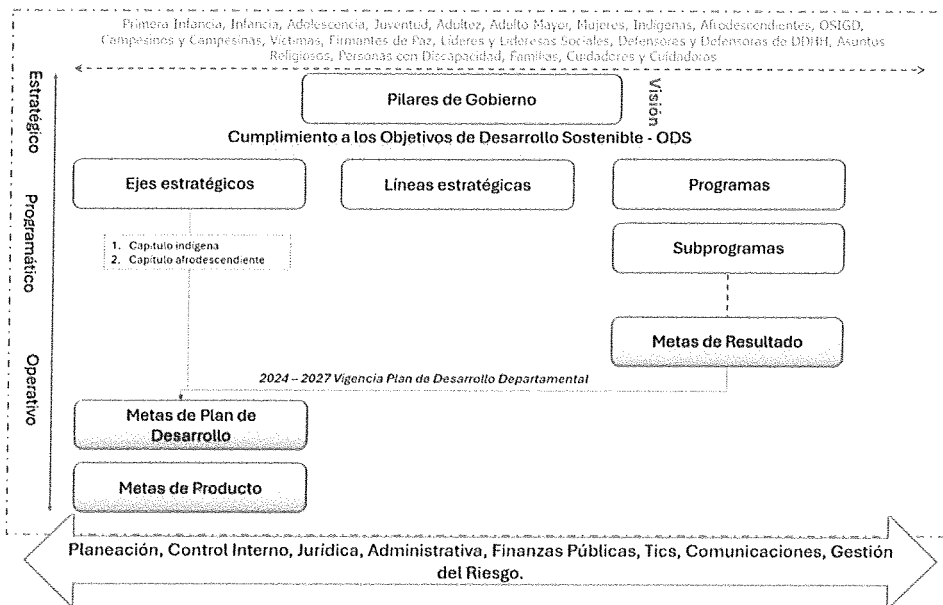 Primera Infancia, Infancia, Adolescencia, Juventud, Adultez, Adulto Mayor, Mujeres, Indígenas, Afrodescendientes, OSIGD,
Campesinos y Campesinas, Víctimas, Firmantes de Paz, Líderes y Lideresas Sociales, Defensores y Defensoras de DDHH, Asuntos
Religiosos, Personas con Discapacidad, Familias, Cuidadores y Cuidadoras
Estratégico
Pilares de Gobierno
Visión
Cumplimiento a los Objetivos de Desarrollo Sostenible - ODS
Ejes estratégicos
Líneas estratégicas
Programas
Programático
1. Capítulo indígena
2. Capítulo afrodescendiente
Subprogramas
Metas de Resultado
Operativo
2024 – 2027 Vigencia Plan de Desarrollo Departamental
Metas de Plan de
Desarrollo
Metas de Producto
Planeación, Control Interno, Jurídica, Administrativa, Finanzas Públicas, Tics, Comunicaciones, Gestión
del Riesgo.